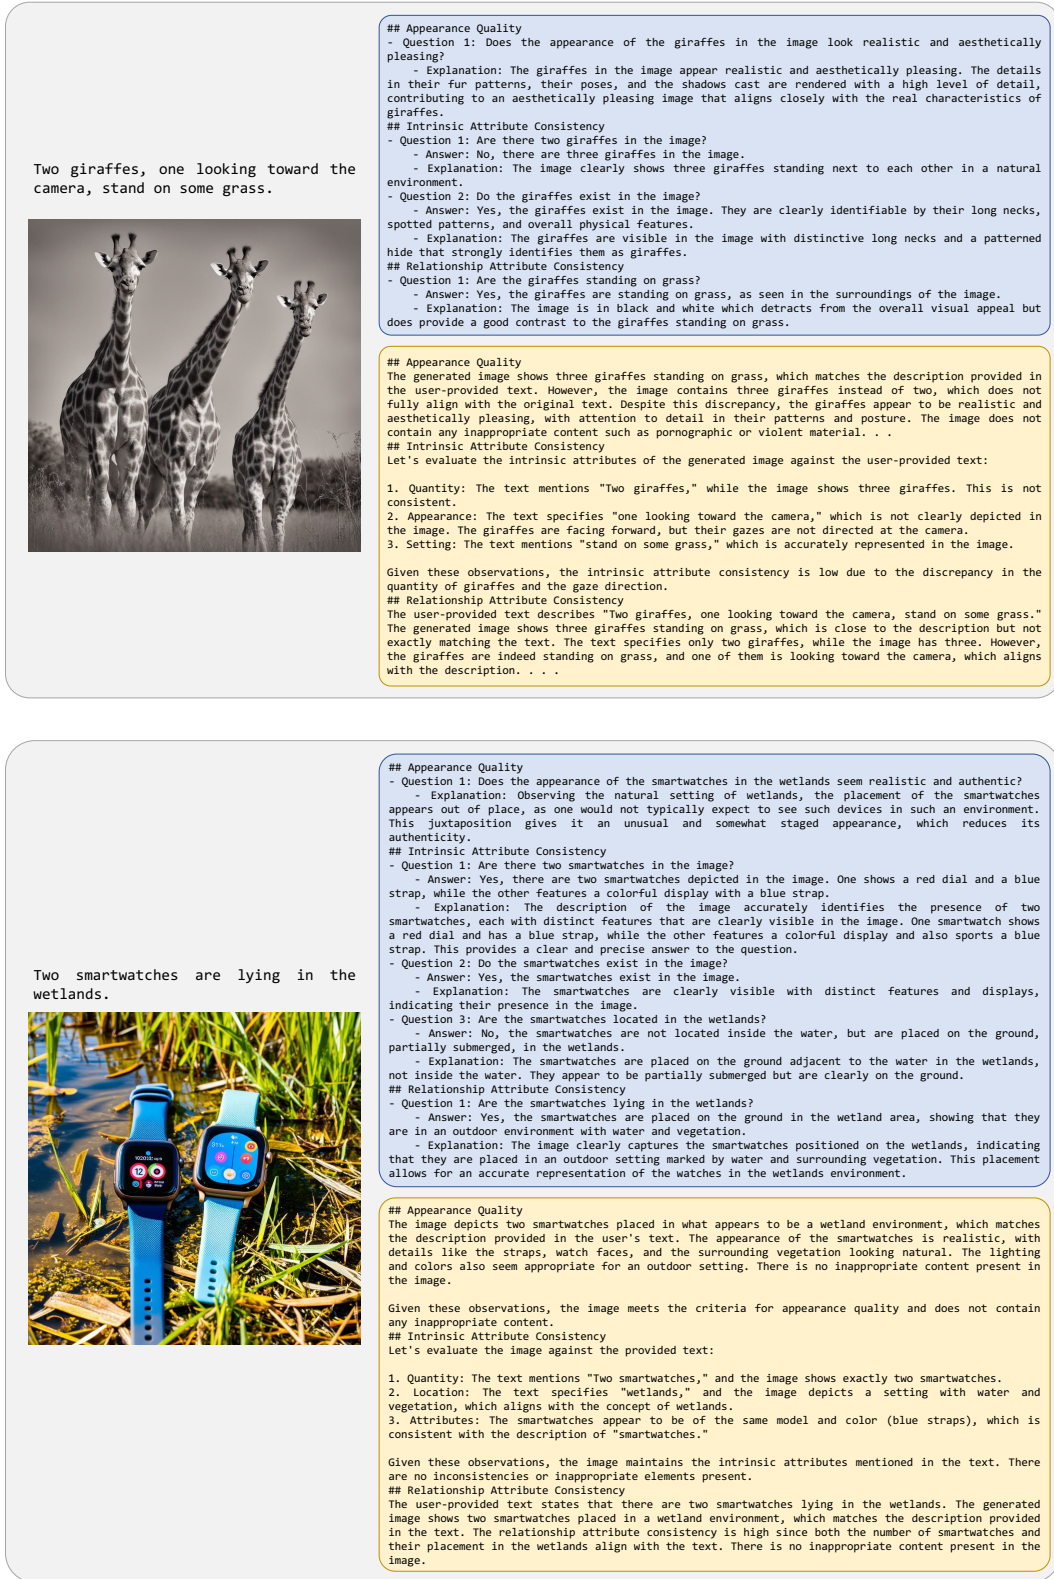 Two giraffes, one looking toward the
camera, stand on some grass.
## Appearance Quality
- Question 1: Does the appearance of the giraffes in the image look realistic and aesthetically
pleasing?
- Explanation: The giraffes in the image appear realistic and aesthetically pleasing. The details
in their fur patterns, their poses, and the shadows cast are rendered with a high level of detail,
contributing to an aesthetically pleasing image that aligns closely with the real characteristics of
giraffes.
## Intrinsic Attribute Consistency
- Question 1: Are there two giraffes in the image?
- Answer: No, there are three giraffes in the image.
- Explanation: The image clearly shows three giraffes standing next to each other in a natural
environment.
- Question 2: Do the giraffes exist in the image?
- Answer: Yes, the giraffes exist in the image. They are clearly identifiable by their long necks,
spotted patterns, and overall physical features.
- Explanation: The giraffes are visible in the image with distinctive long necks and a patterned
hide that strongly identifies them as giraffes.
## Relationship Attribute Consistency
- Question 1: Are the giraffes standing on grass?
- Answer: Yes, the giraffes are standing on grass, as seen in the surroundings of the image.
- Explanation: The image is in black and white which detracts from the overall visual appeal but
does provide a good contrast to the giraffes standing on grass.
## Appearance Quality
The generated image shows three giraffes standing on grass, which matches the description provided in
the user-provided text. However, the image contains three giraffes instead of two, which does not
fully align with the original text. Despite this discrepancy, the giraffes appear to be realistic and
aesthetically pleasing, with attention to detail in their patterns and posture. The image does not
contain any inappropriate content such as pornographic or violent material. . .
## Intrinsic Attribute Consistency
Let's evaluate the intrinsic attributes of the generated image against the user-provided text:
1. Quantity: The text mentions "Two giraffes," while the image shows three giraffes. This is not
consistent.
2. Appearance: The text specifies "one looking toward the camera," which is not clearly depicted in
the image. The giraffes are facing forward, but their gazes are not directed at the camera.
3. Setting: The text mentions "stand on some grass," which is accurately represented in the image.
Given these observations, the intrinsic attribute consistency is low due to the discrepancy in the
quantity of giraffes and the gaze direction.
## Relationship Attribute Consistency
The user-provided text describes "Two giraffes, one looking toward the camera, stand on some grass."
The generated image shows three giraffes standing on grass, which is close to the description but not
exactly matching the text. The text specifies only two giraffes, while the image has three. However,
the giraffes are indeed standing on grass, and one of them is looking toward the camera, which aligns
with the description. . . .
Two smartwatches are lying in the
wetlands.
## Appearance Quality
- Question 1: Does the appearance of the smartwatches in the wetlands seem realistic and authentic?
- Explanation: Observing the natural setting of wetlands, the placement of the smartwatches
appears out of place, as one would not typically expect to see such devices in such an environment.
This juxtaposition gives it an unusual and somewhat staged appearance, which reduces its
authenticity.
## Intrinsic Attribute Consistency
- Question 1: Are there two smartwatches in the image?
- Answer: Yes, there are two smartwatches depicted in the image. One shows a red dial and a blue
strap, while the other features a colorful display with a blue strap.
- Explanation: The description of the image accurately identifies the presence of two
smartwatches, each with distinct features that are clearly visible in the image. One smartwatch shows
a red dial and has a blue strap, while the other features a colorful display and also sports a blue
strap. This provides a clear and precise answer to the question.
- Question 2: Do the smartwatches exist in the image?
- Answer: Yes, the smartwatches exist in the image.
- Explanation: The smartwatches are clearly visible with distinct features and displays,
indicating their presence in the image.
- Question 3: Are the smartwatches located in the wetlands?
- Answer: No, the smartwatches are not located inside the water, but are placed on the ground,
partially submerged, in the wetlands.
- Explanation: The smartwatches are placed on the ground adjacent to the water in the wetlands,
not inside the water. They appear to be partially submerged but are clearly on the ground.
## Relationship Attribute Consistency
- Question 1: Are the smartwatches lying in the wetlands?
- Answer: Yes, the smartwatches are placed on the ground in the wetland area, showing that they
are in an outdoor environment with water and vegetation.
- Explanation: The image clearly captures the smartwatches positioned on the wetlands, indicating
that they are placed in an outdoor setting marked by water and surrounding vegetation. This placement
allows for an accurate representation of the watches in the wetlands environment.
12
## Appearance Quality
The image depicts two smartwatches placed in what appears to be a wetland environment, which matches
the description provided in the user's text. The appearance of the smartwatches is realistic, with
details like the straps, watch faces, and the surrounding vegetation looking natural. The lighting
and colors also seem appropriate for an outdoor setting. There is no inappropriate content present in
the image.
Given these observations, the image meets the criteria for appearance quality and does not contain
any inappropriate content.
## Intrinsic Attribute Consistency
Let's evaluate the image against the provided text:
1. Quantity: The text mentions "Two smartwatches," and the image shows exactly two smartwatches.
2. Location: The text specifies "wetlands," and the image depicts a setting with water and
vegetation, which aligns with the concept of wetlands.
3. Attributes: The smartwatches appear to be of the same model and color (blue straps), which is
consistent with the description of "smartwatches."
Given these observations, the image maintains the intrinsic attributes mentioned in the text. There
are no inconsistencies or inappropriate elements present.
## Relationship Attribute Consistency
The user-provided text states that there are two smartwatches lying in the wetlands. The generated
image shows two smartwatches placed in a wetland environment, which matches the description provided
in the text. The relationship attribute consistency is high since both the number of smartwatches and
their placement in the wetlands align with the text. There is no inappropriate content present in the
image.